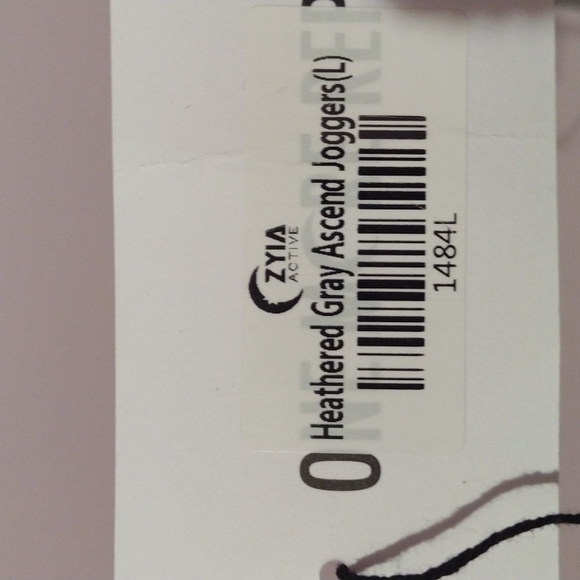 ZYIA
ACTIVE
Heathered Gray Ascend Joggers(L)
1484L